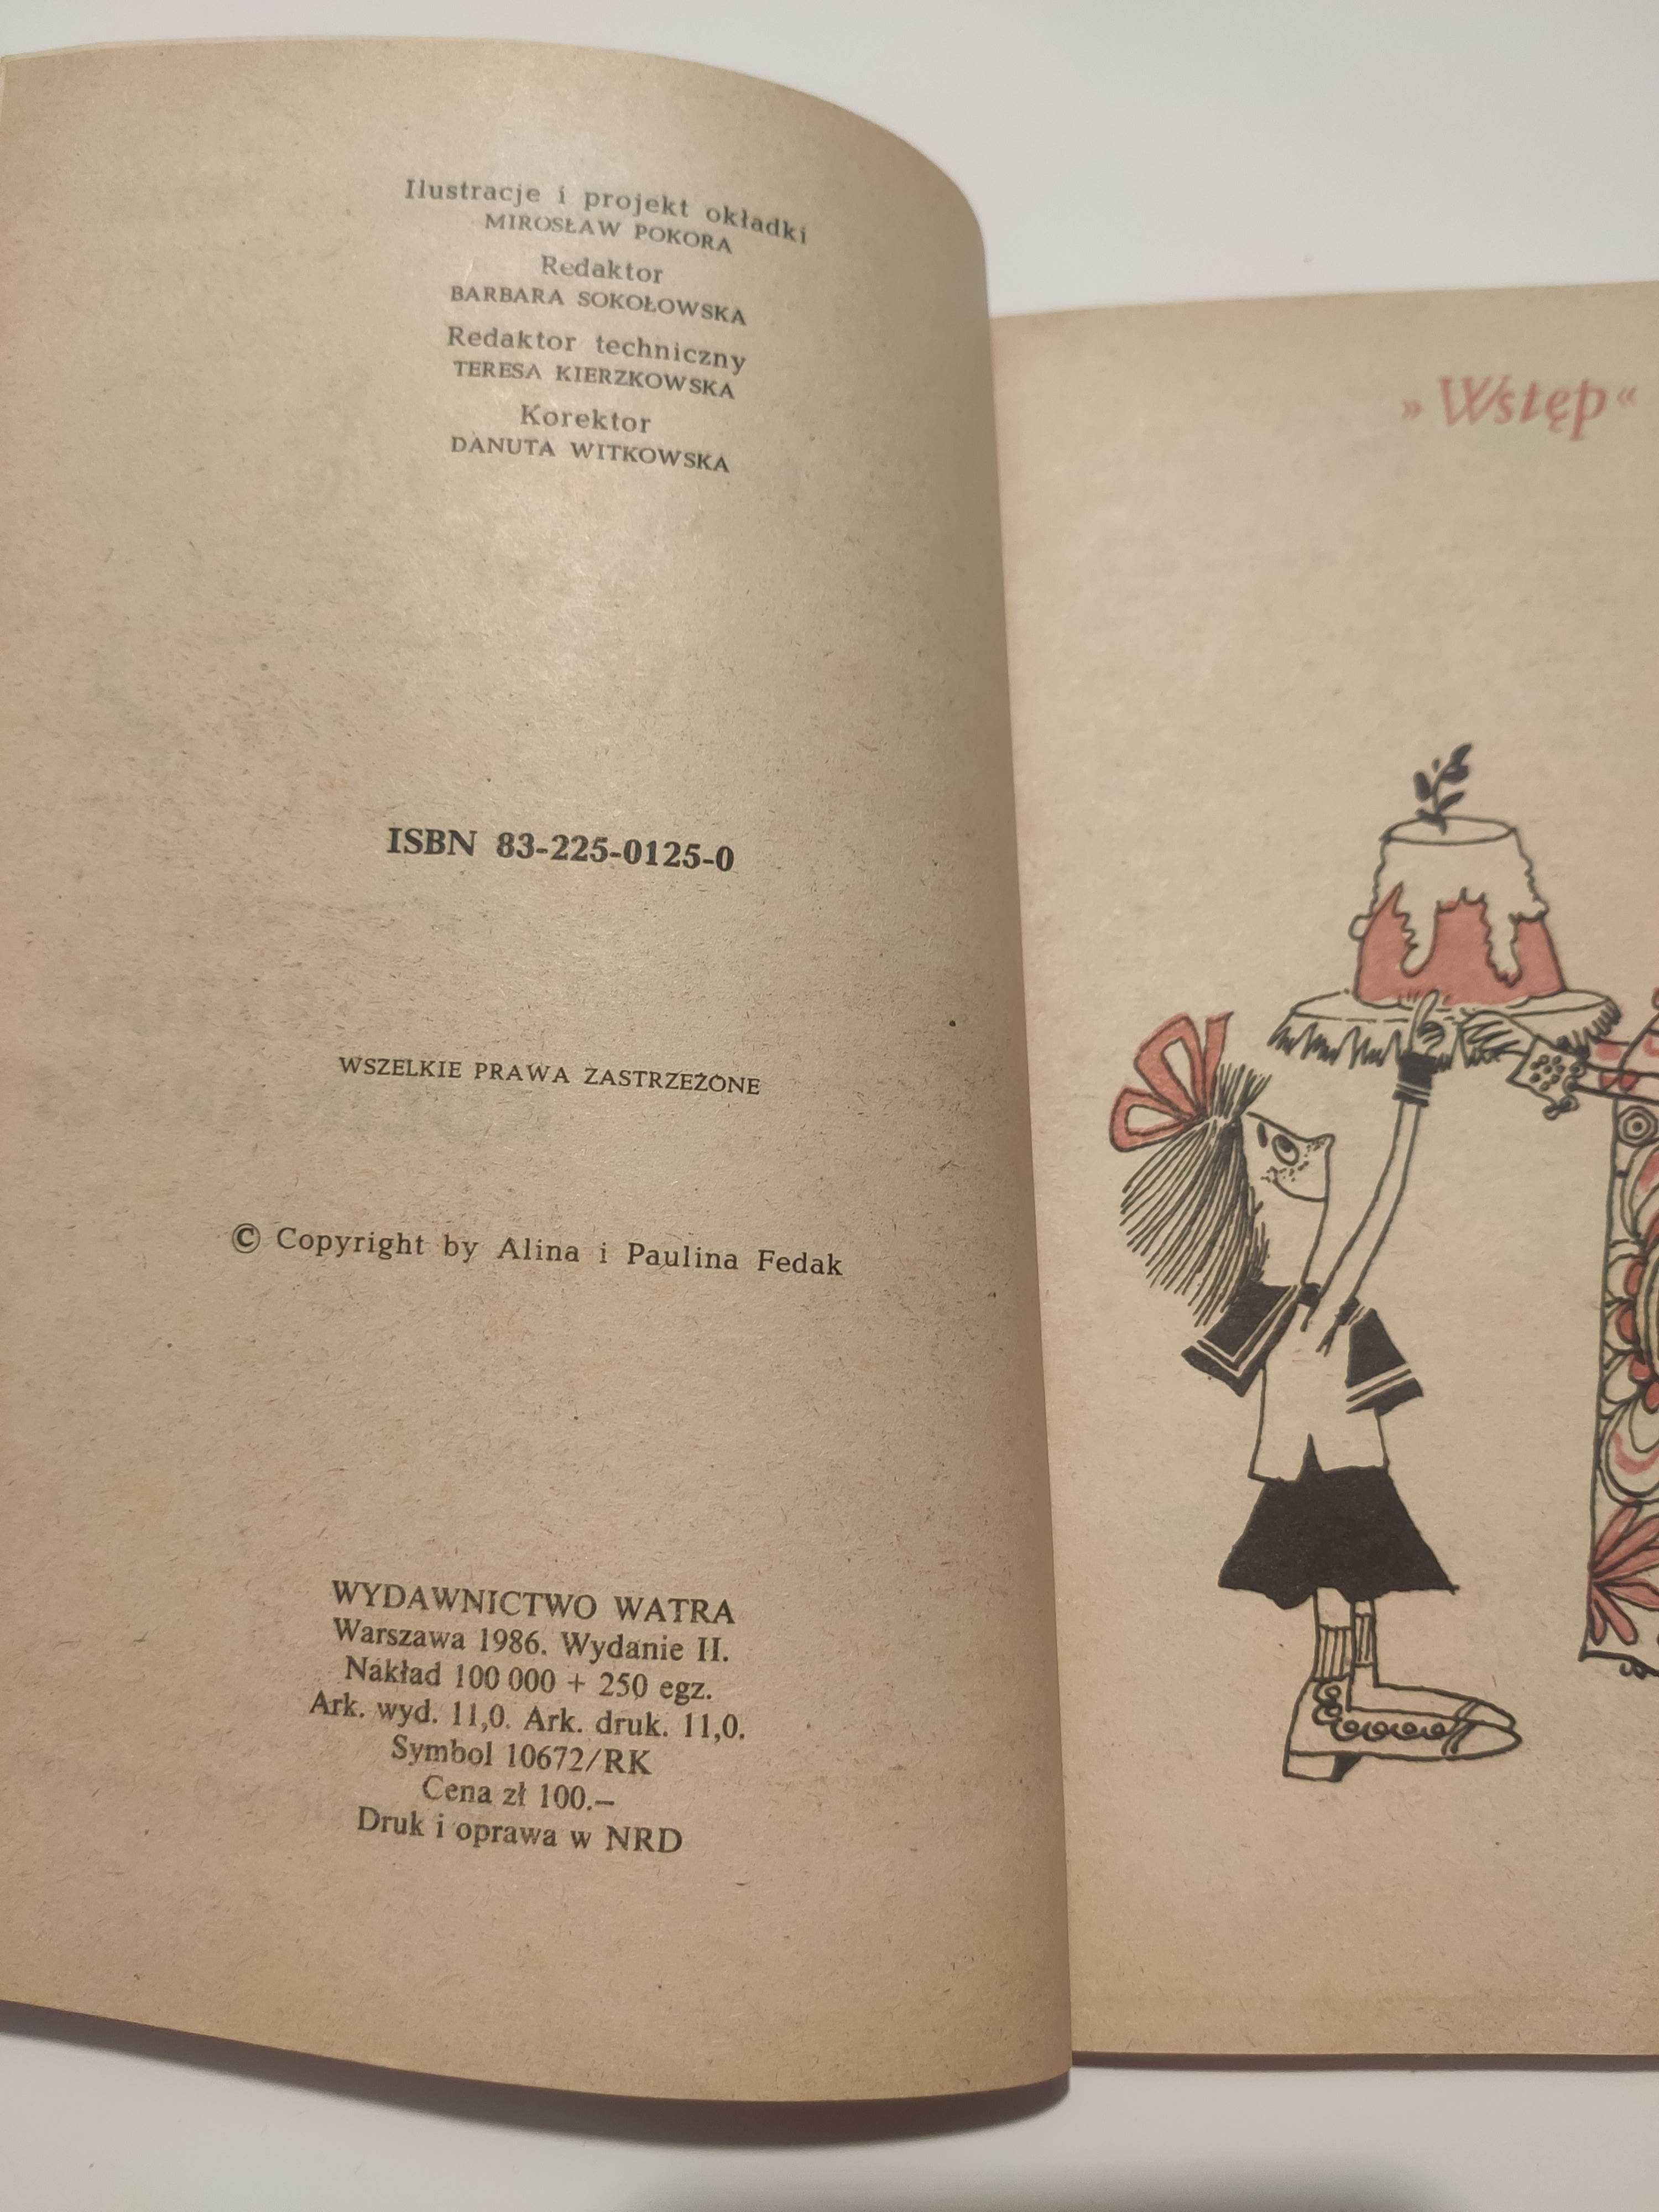 Ilustracje i projekt okładki
MIROSŁAW POKORA
Redaktor
BARBARA SOKOŁOWSKA
Redaktor techniczny
TERESA KIERZKOWSKA
Korektor
DANUTA WITKOWSKA
ISBN 83-225-0125-0
WSZELKIE PRAWA ZASTRZEŻONE
© Copyright by Alina i Paulina Fedak
WYDAWNICTWO WATRA
Warszawa 1986. Wydanie II.
Nakład 100 000 + 250 egz.
Ark. wyd. 11,0. Ark. druk. 11,0.
Symbol 10672/RK
Cena zł 100.—
Druk i oprawa w NRD
»Wstęp«